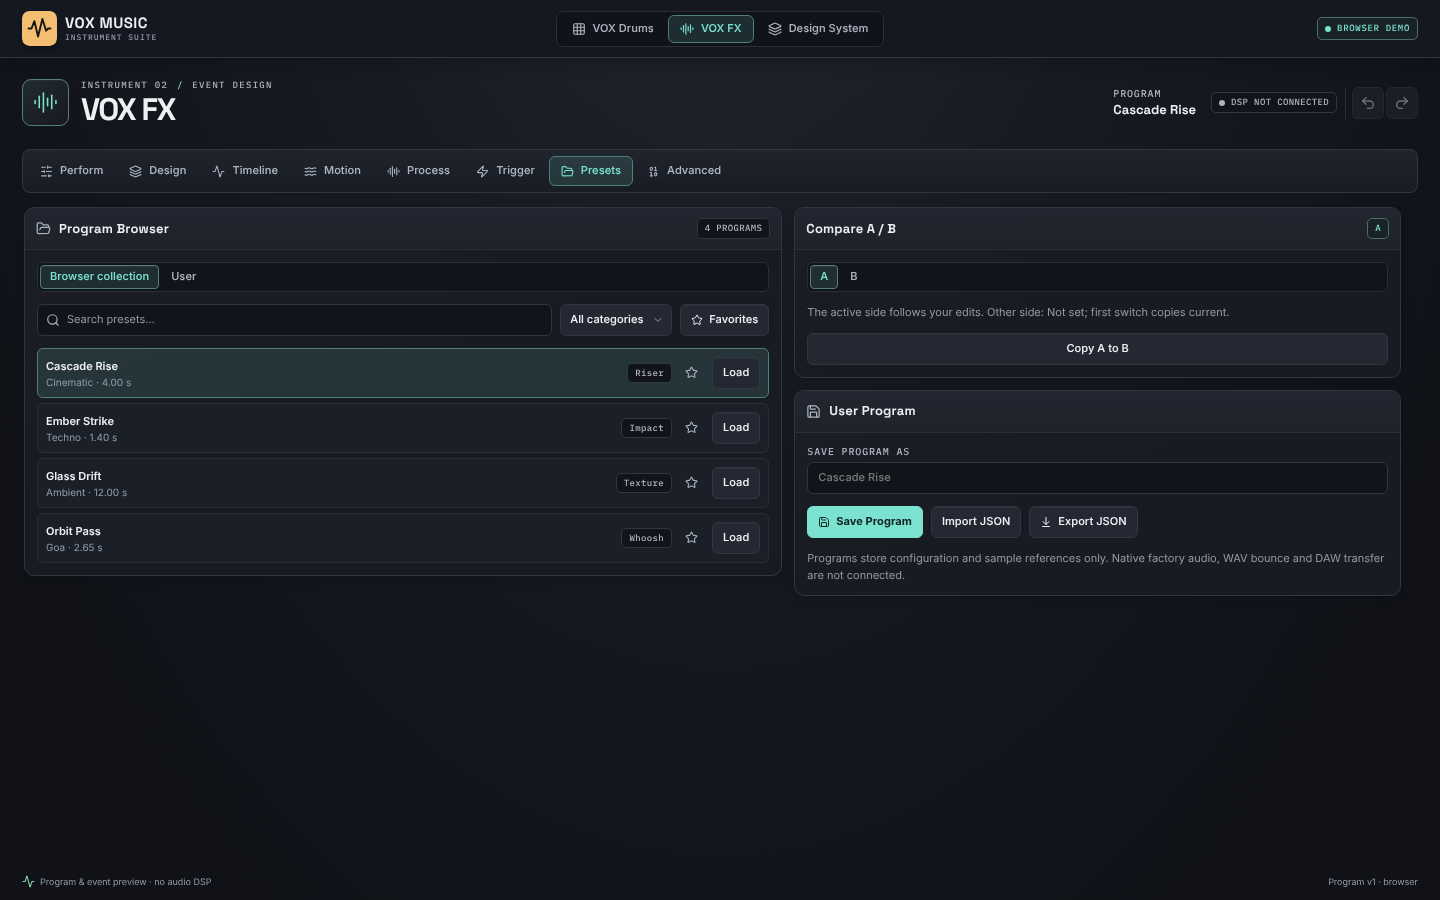 VOX MUSIC
INSTRUMENT SUITE
VOX Drums
VOX FX
Design System
BROWSER DEMO
INSTRUMENT 02 / EVENT DESIGN
VOX FX
PROGRAM
Cascade Rise
DSP NOT CONNECTED
Perform
Design
Timeline
Motion
Process
Trigger
Presets
Advanced
Program Browser
4 PROGRAMS
Browser collection
User
Search presets...
All categories
Favorites
Cascade Rise
Cinematic · 4.00 s
Riser
Load
Ember Strike
Techno · 1.40 s
Impact
Load
Glass Drift
Ambient · 12.00 s
Texture
Load
Orbit Pass
Goa · 2.65 s
Whoosh
Load
Compare A / B
A
A
B
The active side follows your edits. Other side: Not set; first switch copies current.
Copy A to B
User Program
SAVE PROGRAM AS
Cascade Rise
Save Program
Import JSON
Export JSON
Programs store configuration and sample references only. Native factory audio, WAV bounce and DAW transfer
are not connected.
Program & event preview · no audio DSP
Program v1 · browser